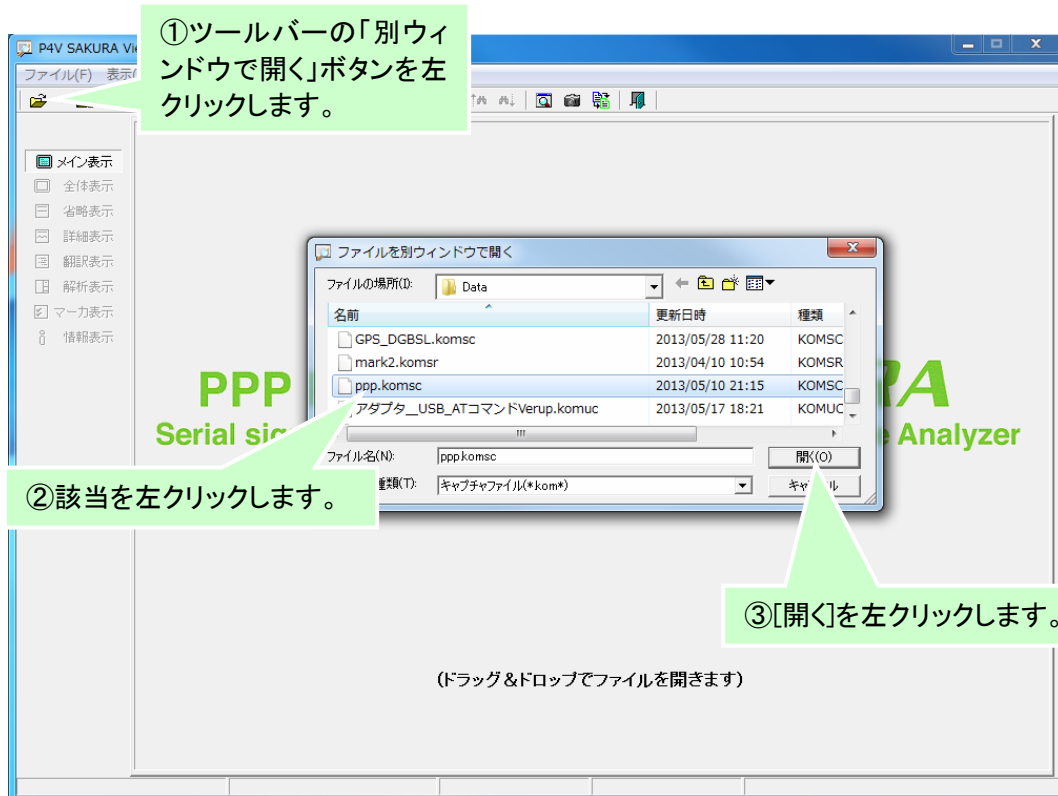 P4V SAKURA Vi
①ツールバーの「別ウィ
ンドウで開く」ボタンを左
クリックします。
ファイル(F) 表示(
メイン表示
全体表示
省略表示
詳細表示
翻訳表示
解析表示
マーカ表示
情報表示
ファイルを別ウィンドウで開く
ファイルの場所(I):
Data
名前 更新日時 種類
GPS_DGBSL.komsc 2013/05/28 11:20 KOMSC
mark2.komsr 2013/04/10 10:54 KOMSR
ppp.komsc 2013/05/10 21:15 KOMSC
アダプタ__USB_ATコマンドVerup.komuc 2013/05/17 18:21 KOMUC
ファイル名(N): ppp.komsc 開く(O)
種類(T): キャプチャファイル(*.kom*)
PPP RA
Serial sig e Analyzer
②該当を左クリックします。
③[開く]を左クリックします。
(ドラッグ&ドロップでファイルを開きます)